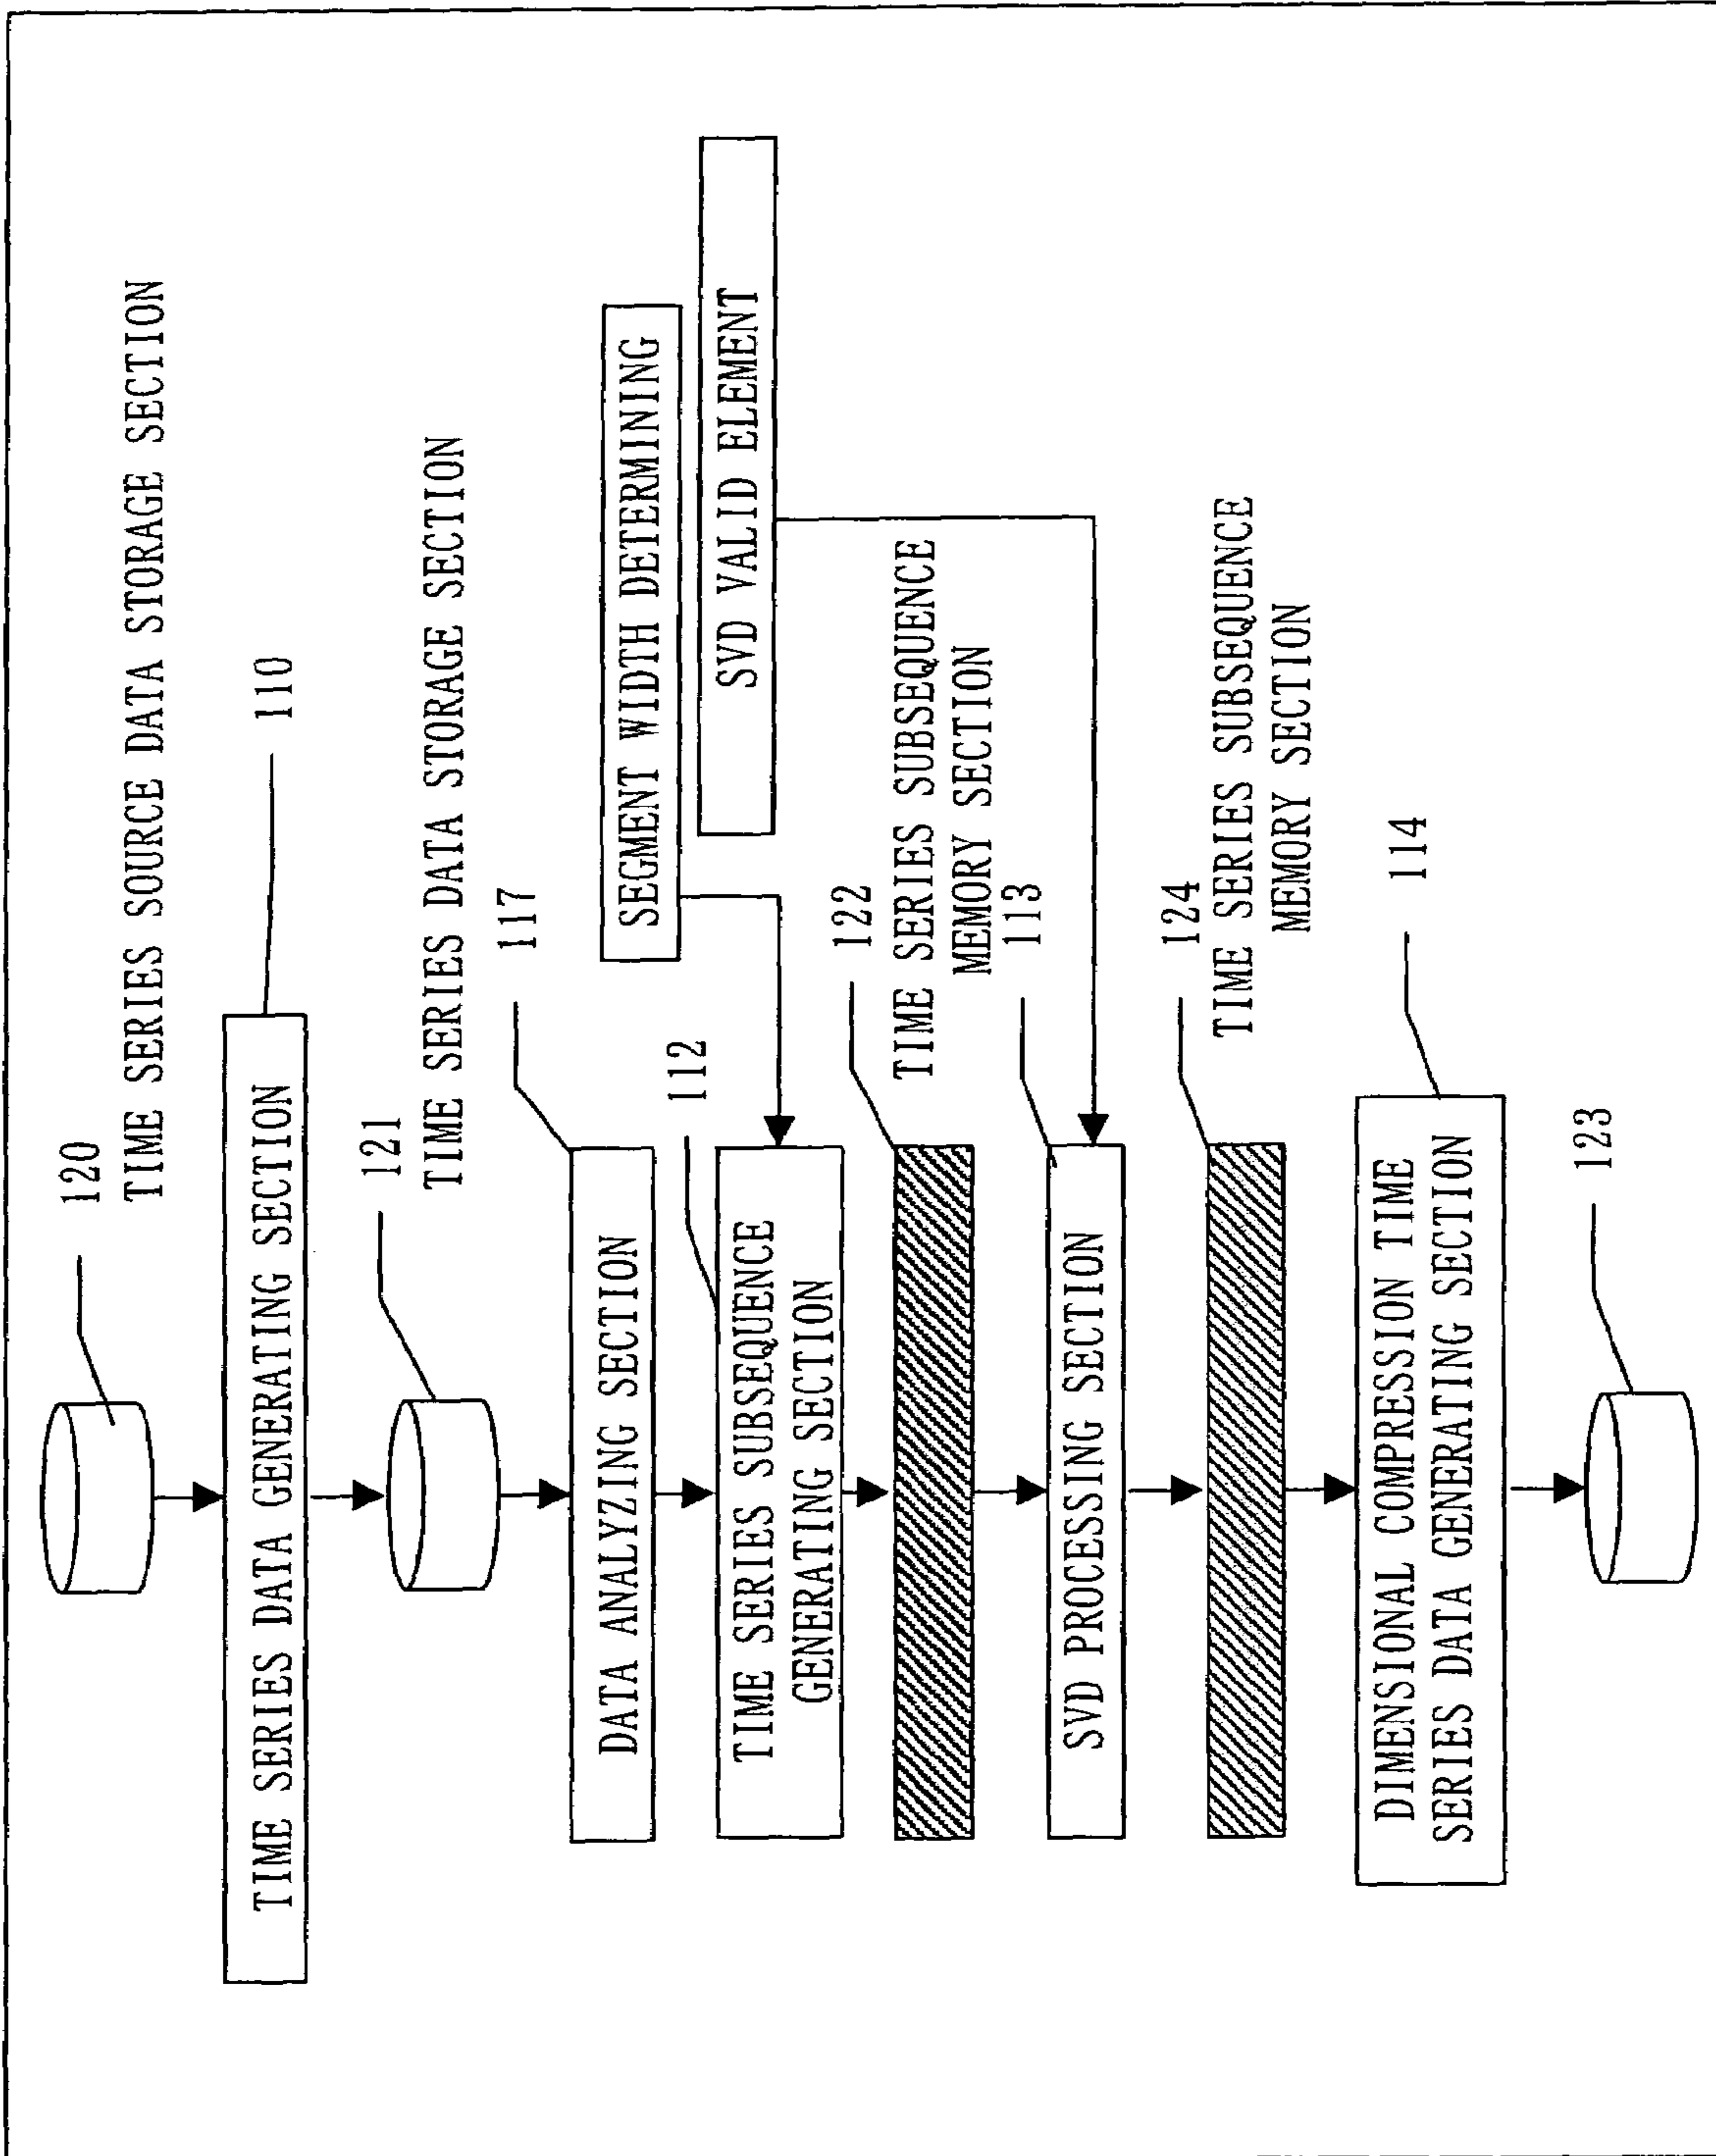 120
TIME SERIES SOURCE DATA STORAGE SECTION
110
TIME SERIES DATA GENERATING SECTION
121
TIME SERIES DATA STORAGE SECTION
117
DATA ANALYZING SECTION
SEGMENT WIDTH DETERMINING
SVD VALID ELEMENT
112
TIME SERIES SUBSEQUENCE
GENERATING SECTION
122
TIME SERIES SUBSEQUENCE
MEMORY SECTION
113
SVD PROCESSING SECTION
124
TIME SERIES SUBSEQUENCE
MEMORY SECTION
114
DIMENSIONAL COMPRESSION TIME
SERIES DATA GENERATING SECTION
123